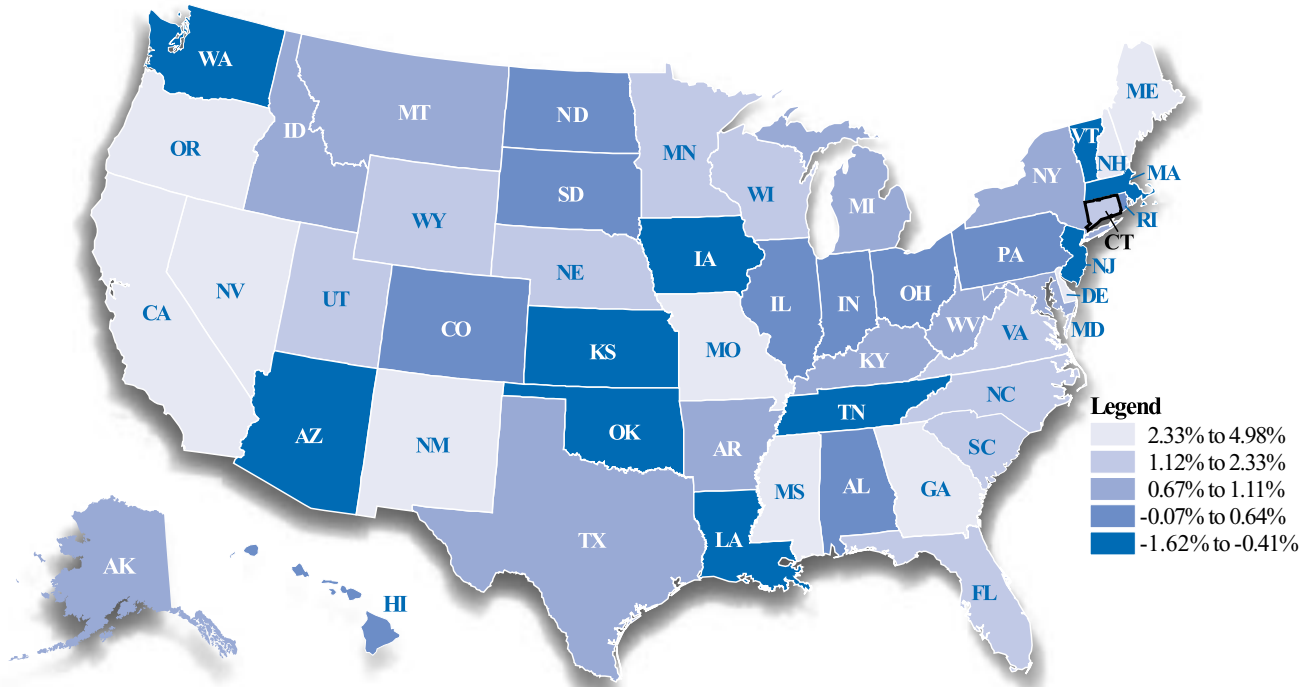 WA
MT
ND
ME
ID
OR
MN
VT
NH
MA
WI
NY
SD
MI
WY
RI
CT
IA
PA
NJ
NE
NV
UT
OH
DE
IL
IN
CA
CO
WV
VA
MD
MO
KS
KY
NC
Legend
TN
2.33% to 4.98%
AZ
OK
NM
AR
SC
1.12% to 2.33%
MS
AL
GA
0.67% to 1.11%
-0.07% to 0.64%
TX
LA
-1.62% to -0.41%
AK
HI
FL